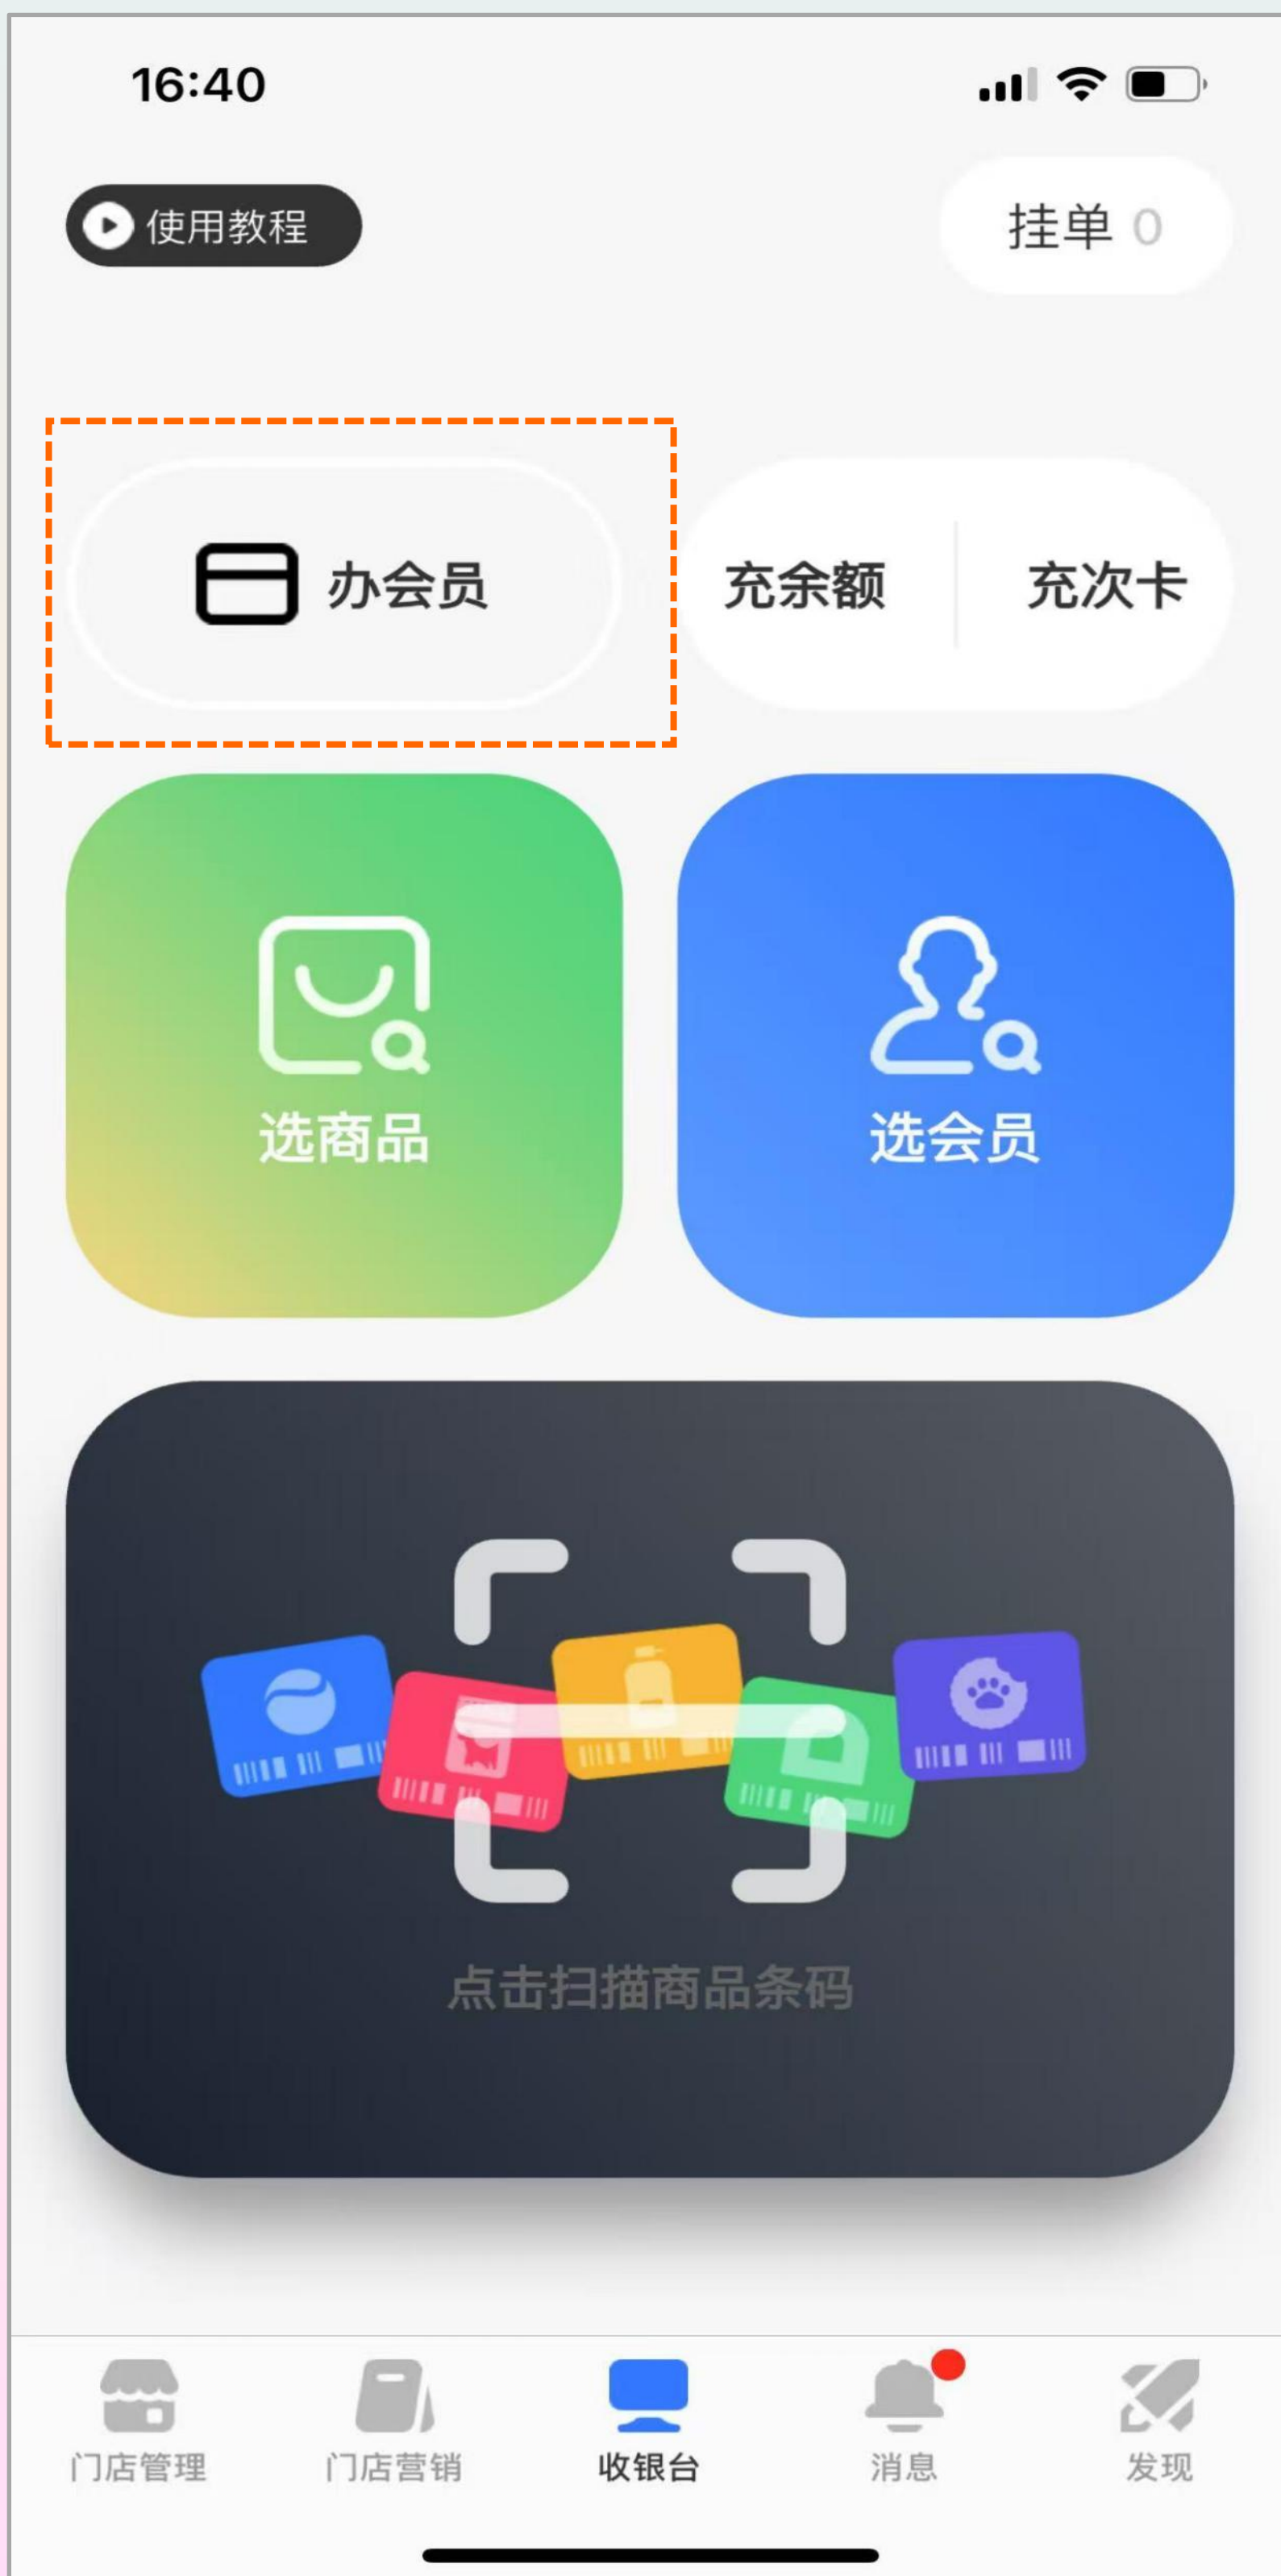 16:40
使用教程
挂单 0
办会员
充余额
充次卡
选商品
选会员
点击扫描商品条码
门店管理
门店营销
收银台
消息
发现